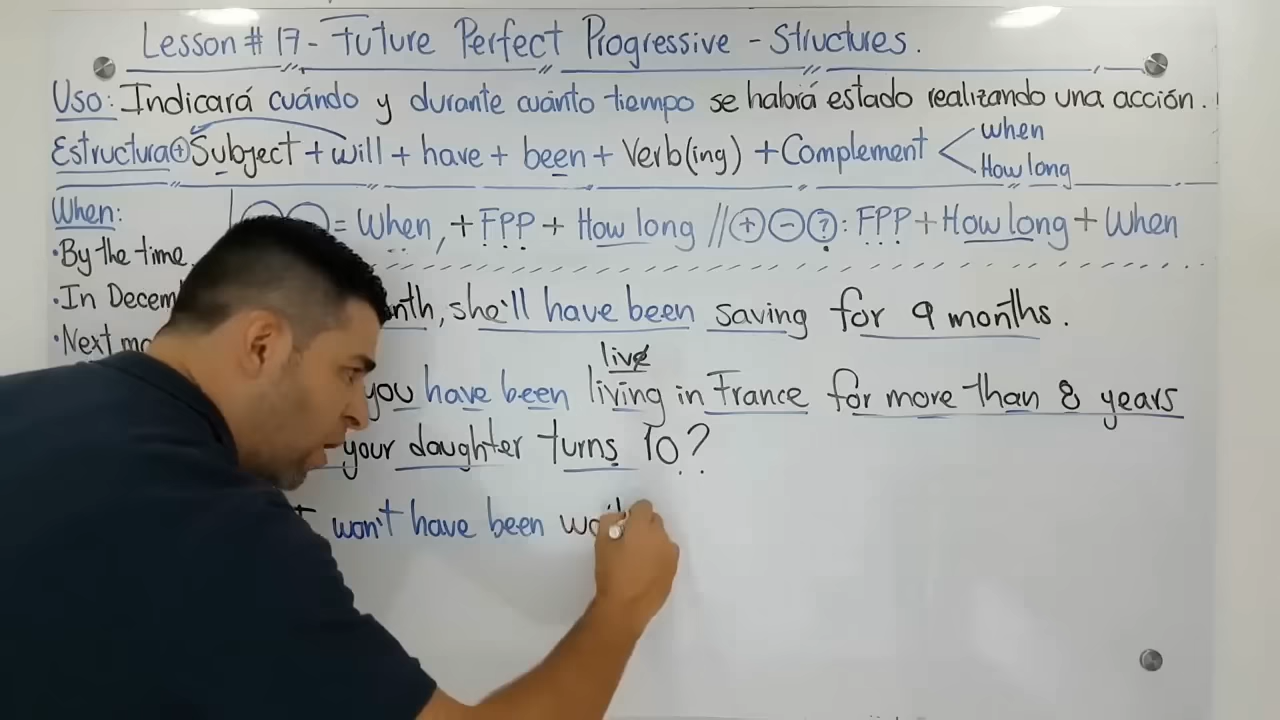 Lesson # 17 - Future Perfect Progressive - Structures.
Uso: Indicará cuándo y durante cuánto tiempo se habrá estado realizando una acción.
Estructura(+) Subject + will + have + been + Verb(ing) + Complement < when
How long
When:
= When, + FPP + How long // (+) (-) (?): FPP + How long + When
• By the time
• In Decem
• Next mo
nth, she'll have been saving for 9 months.
live
you have been living in France for more than 8 years
your daughter turns 10?
won't have been